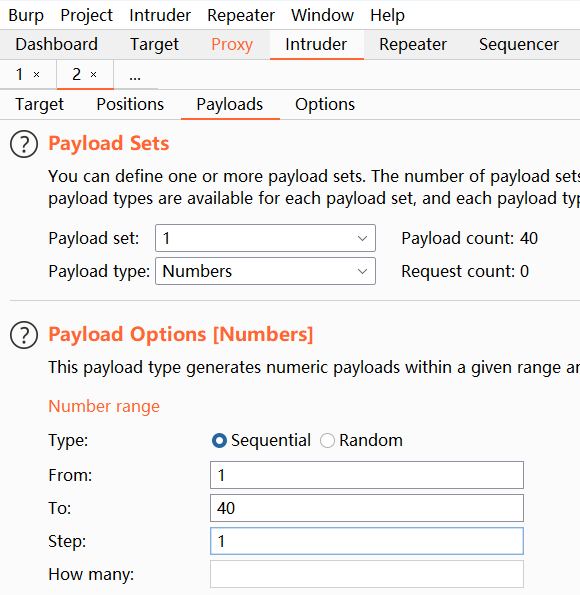 Burp Project Intruder Repeater Window Help
Dashboard Target Proxy Intruder Repeater Sequencer
1 × 2 × ...
Target Positions Payloads Options
? Payload Sets
You can define one or more payload sets. The number of payload sets
payload types are available for each payload set, and each payload typ
Payload set: 1 Payload count: 40
Payload type: Numbers Request count: 0
? Payload Options [Numbers]
This payload type generates numeric payloads within a given range an
Number range
Type: Sequential Random
From: 1
To: 40
Step: 1
How many: